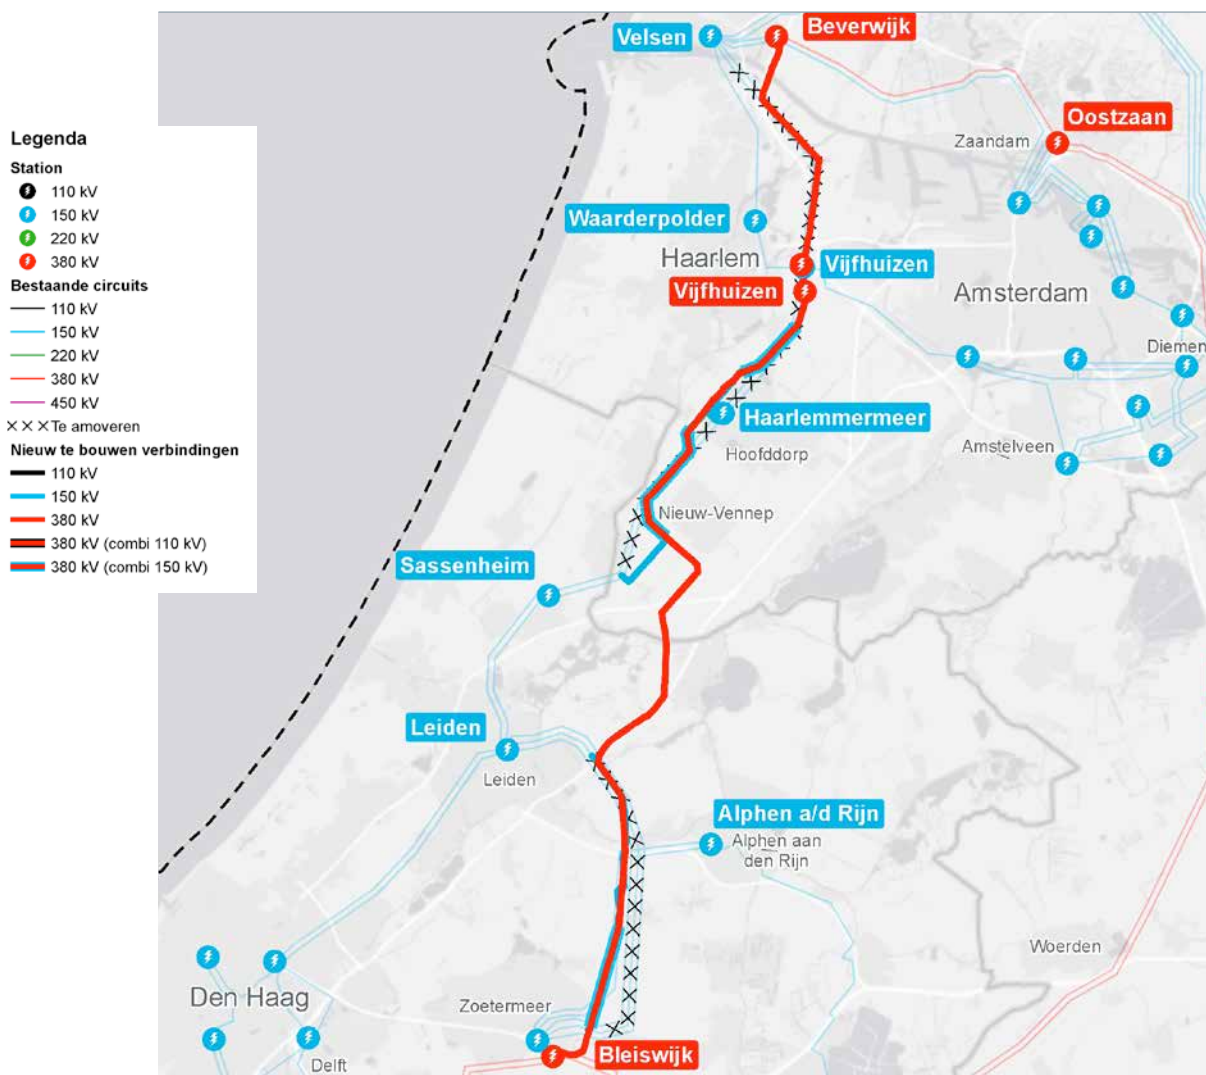 Legenda
Station
110 kV
150 kV
220 kV
380 kV
Bestaande circuits
110 kV
150 kV
220 kV
380 kV
450 kV
Te amoveren
Nieuw te bouwen verbindingen
110 kV
150 kV
380 kV
380 kV (combi 110 kV)
380 kV (combi 150 kV)
Velsen
Beverwijk
Oostzaan
Zaandam
Waarderpolder
Haarlem
Vijfhuizen
Vijfhuizen
Amsterdam
Diemen
Haarlemmermeer
Hoofddorp
Amstelveen
Nieuw-Vennep
Sassenheim
Leiden
Leiden
Alphen a/d Rijn
Alphen aan
den Rijn
Woerden
Den Haag
Zoetermeer
Delft
Bleiswijk